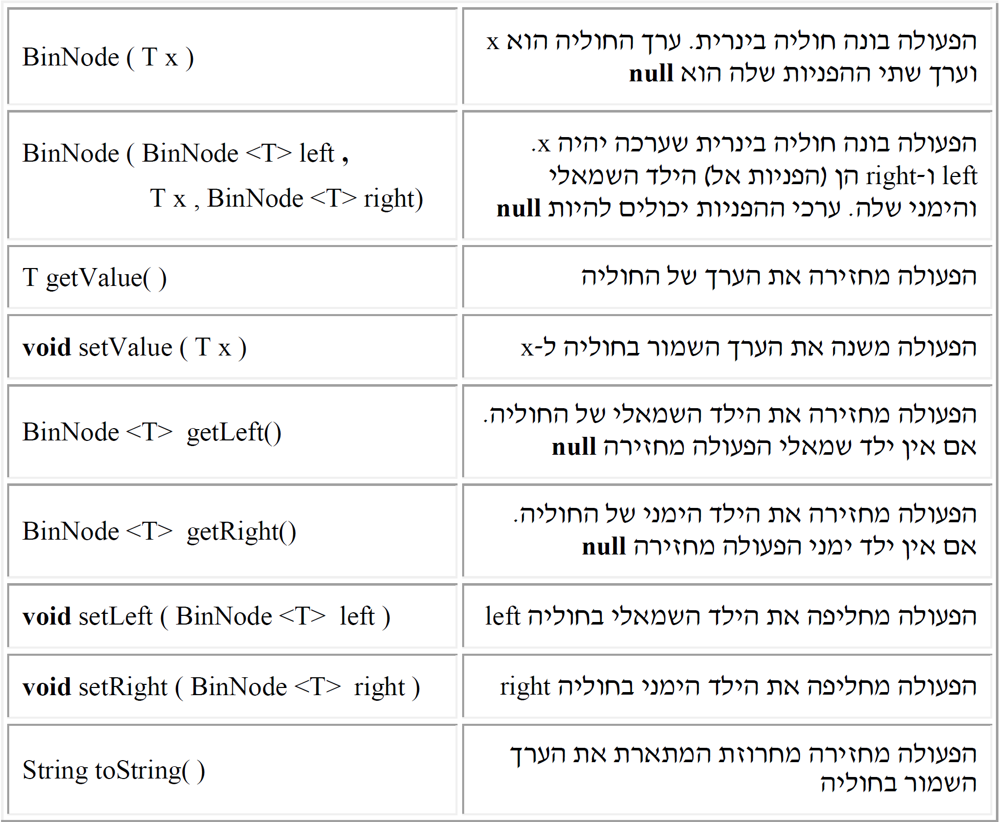 BinNode ( T x )
הפעולה בונה חוליה בינרית. ערך החוליה הוא x
וערך שתי ההפניות שלה הוא null
BinNode ( BinNode <T> left ,
T x , BinNode <T> right)
הפעולה בונה חוליה בינרית שערכה יהיה x.
left ו-right הן (הפניות אל) הילד השמאלי
והימני שלה. ערכי ההפניות יכולים להיות null
T getValue( )
הפעולה מחזירה את הערך של החוליה
void setValue ( T x )
הפעולה משנה את הערך השמור בחוליה ל-x
BinNode <T> getLeft()
הפעולה מחזירה את הילד השמאלי של החוליה.
אם אין ילד שמאלי הפעולה מחזירה null
BinNode <T> getRight()
הפעולה מחזירה את הילד הימני של החוליה.
אם אין ילד ימני הפעולה מחזירה null
void setLeft ( BinNode <T> left )
הפעולה מחליפה את הילד השמאלי בחוליה left
void setRight ( BinNode <T> right )
הפעולה מחליפה את הילד הימני בחוליה right
String toString( )
הפעולה מחזירה מחרוזת המתארת את הערך
השמור בחוליה